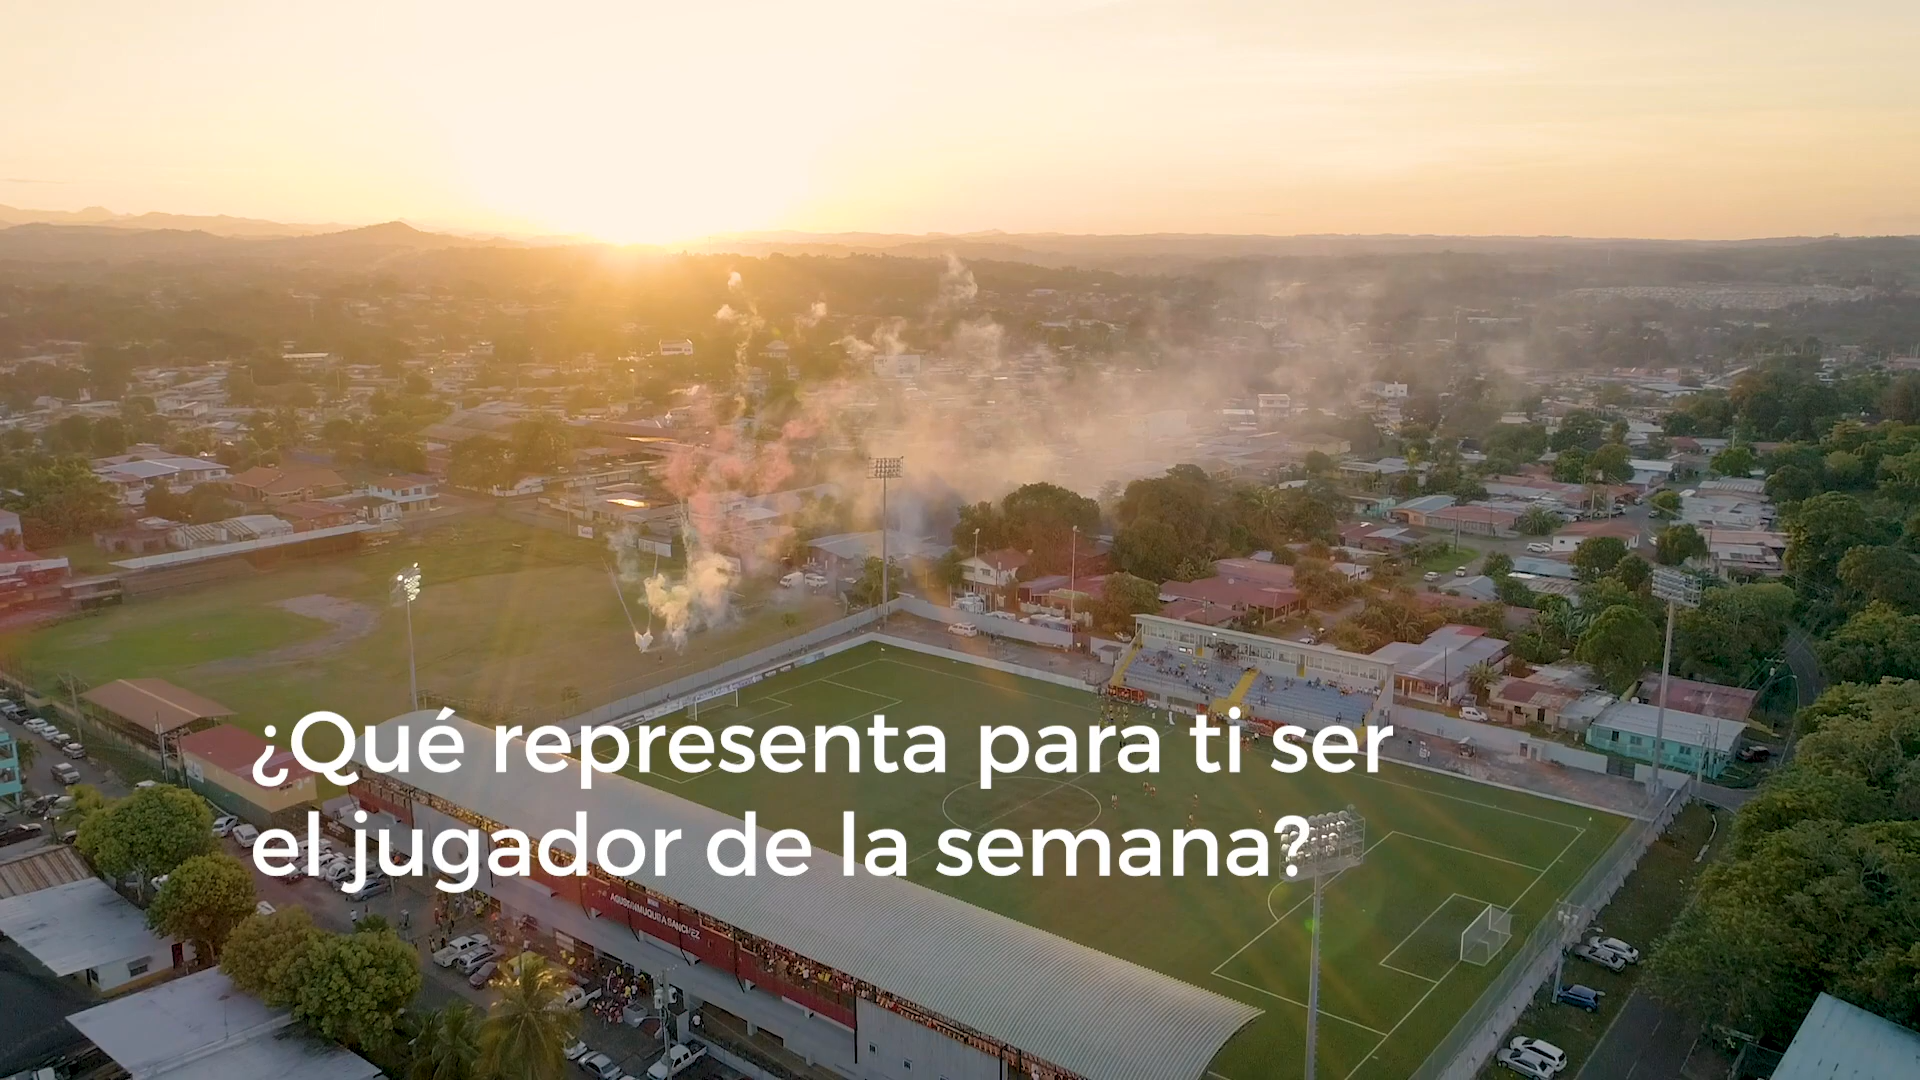 ¿Qué representa para ti ser
el jugador de la semana?